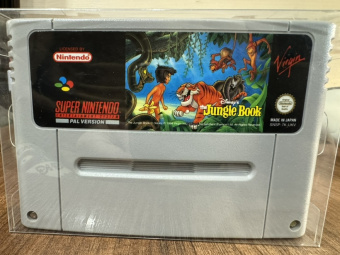 LICENSED BY
Nintendo
SUPER NINTENDO
ENTERTAINMENT SYSTEM
PAL VERSION
Disney's
Jungle Book
Virgin
MADE IN JAPAN